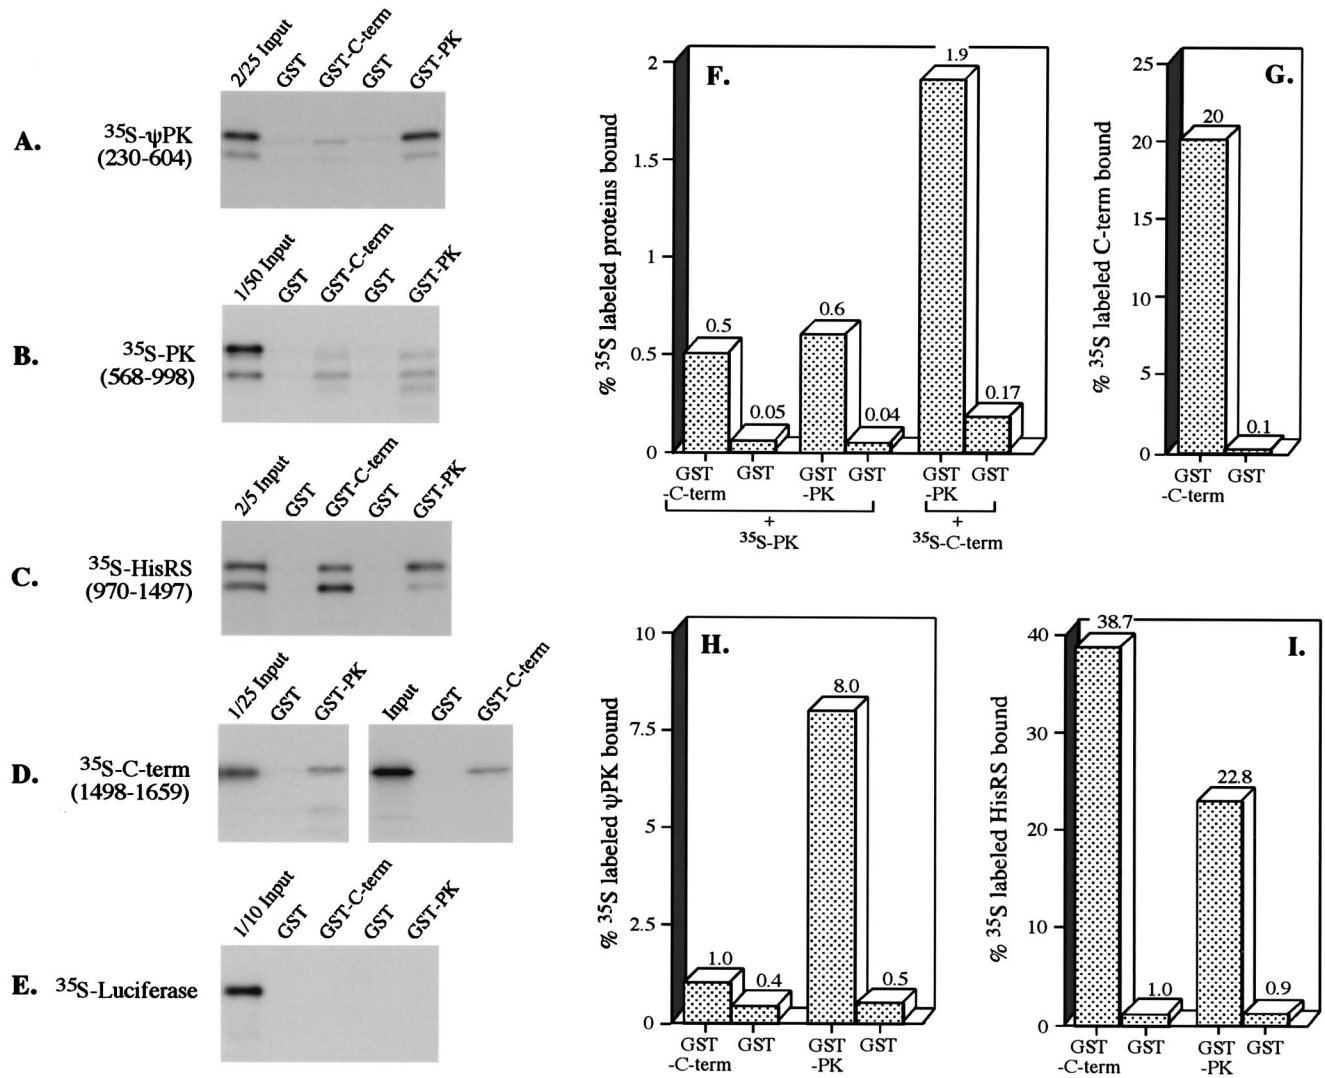 A.
2/25 Input
GST
GST-C-term
GST
GST-PK
35S-ψPK
(230-604)
B.
1/50 Input
GST
GST-C-term
GST
GST-PK
35S-PK
(568-998)
C.
2/5 Input
GST
GST-C-term
GST
GST-PK
35S-HisRS
(970-1497)
D.
1/25 Input
GST
GST-PK
Input
GST
GST-C-term
35S-C-term
(1498-1659)
E.
1/10 Input
GST
GST-C-term
GST
GST-PK
35S-Luciferase
F.
% 35S labeled proteins bound
2
1.5
1
0.5
0
0.5
0.05
0.6
0.04
1.9
0.17
GST
-C-term
GST
GST
-PK
GST
GST
-PK
GST
+
35S-PK
+
35S-C-term
G.
% 35S labeled C-term bound
25
20
15
10
5
0
20
0.1
GST
-C-term
GST
H.
% 35S labeled ψPK bound
10
7.5
5
2.5
0
1.0
0.4
8.0
0.5
GST
-C-term
GST
GST
-PK
GST
I.
% 35S labeled HisRS bound
40
30
20
10
0
38.7
1.0
22.8
0.9
GST
-C-term
GST
GST
-PK
GST